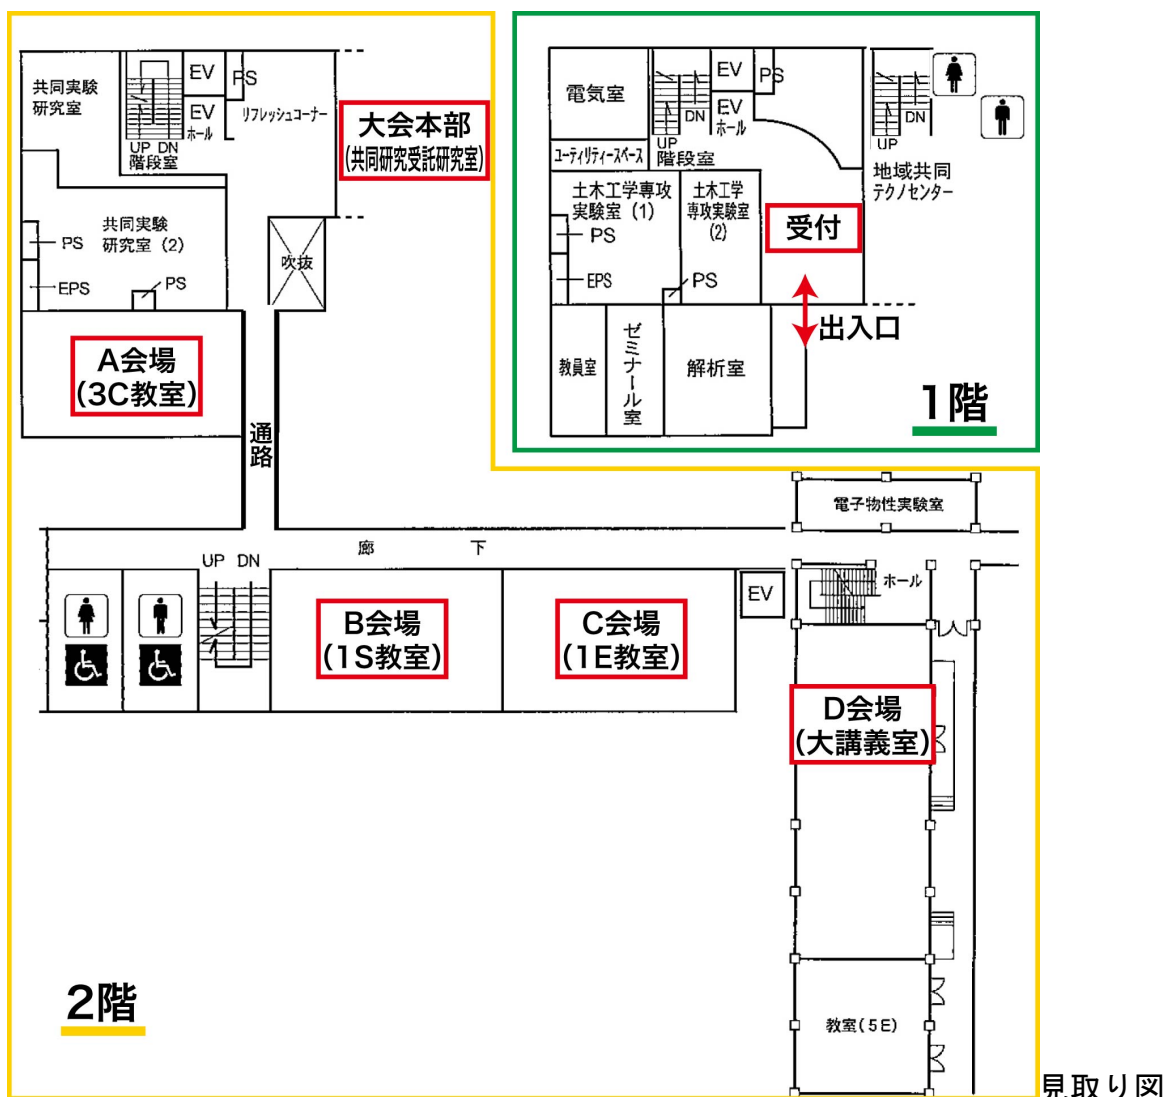 共同実験
研究室
EV
PS
EV
ホール
リフレッシュコーナー
UP DN
階段室
大会本部
(共同研究受託研究室)
共同実験
研究室(2)
PS
EPS
PS
吹抜
A会場
(3C教室)
通路
電気室
EV
PS
EV
ホール
DN
UP
階段室
ユーティリティースペース
DN
UP
地域共同
テクノセンター
土木工学専攻
実験室(1)
土木工学
専攻実験室
(2)
PS
EPS
PS
受付
出入口
教員室
ゼミナール室
解析室
1階
電子物性実験室
廊下
UP DN
EV
ホール
B会場
(1S教室)
C会場
(1E教室)
D会場
(大講義室)
教室(5E)
2階
見取り図